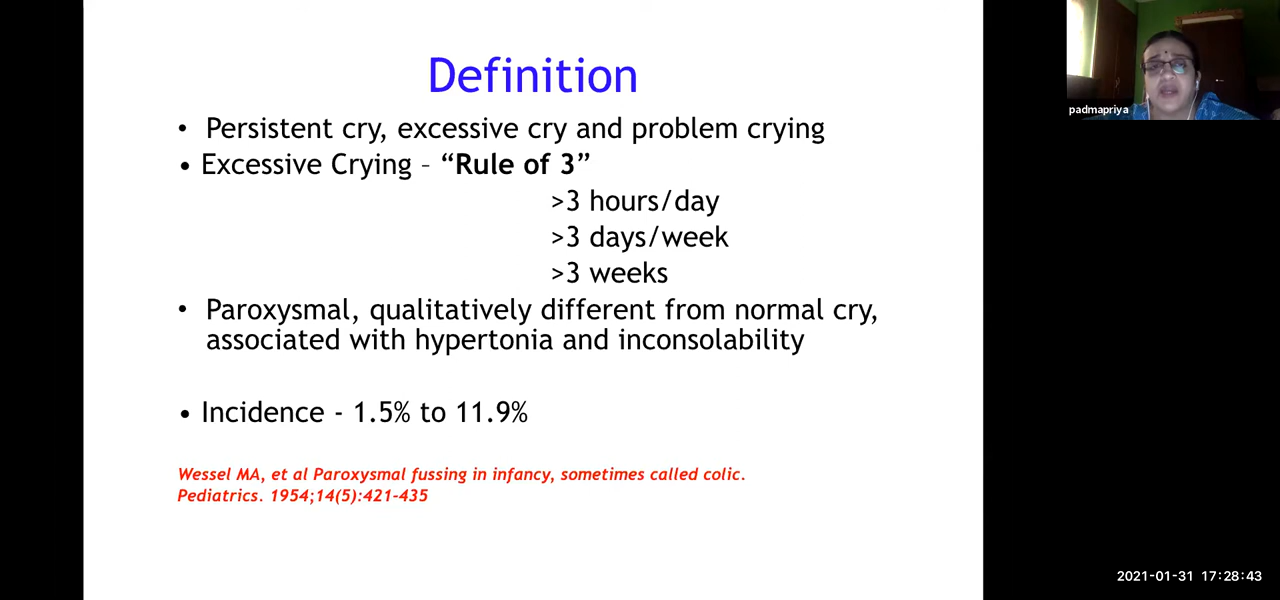 Definition
• Persistent cry, excessive cry and problem crying
• Excessive Crying – “Rule of 3”
>3 hours/day
>3 days/week
>3 weeks
• Paroxysmal, qualitatively different from normal cry,
associated with hypertonia and inconsolability
• Incidence - 1.5% to 11.9%
Wessel MA, et al Paroxysmal fussing in infancy, sometimes called colic.
Pediatrics. 1954;14(5):421-435
padmapriya
2021-01-31 17:28:43